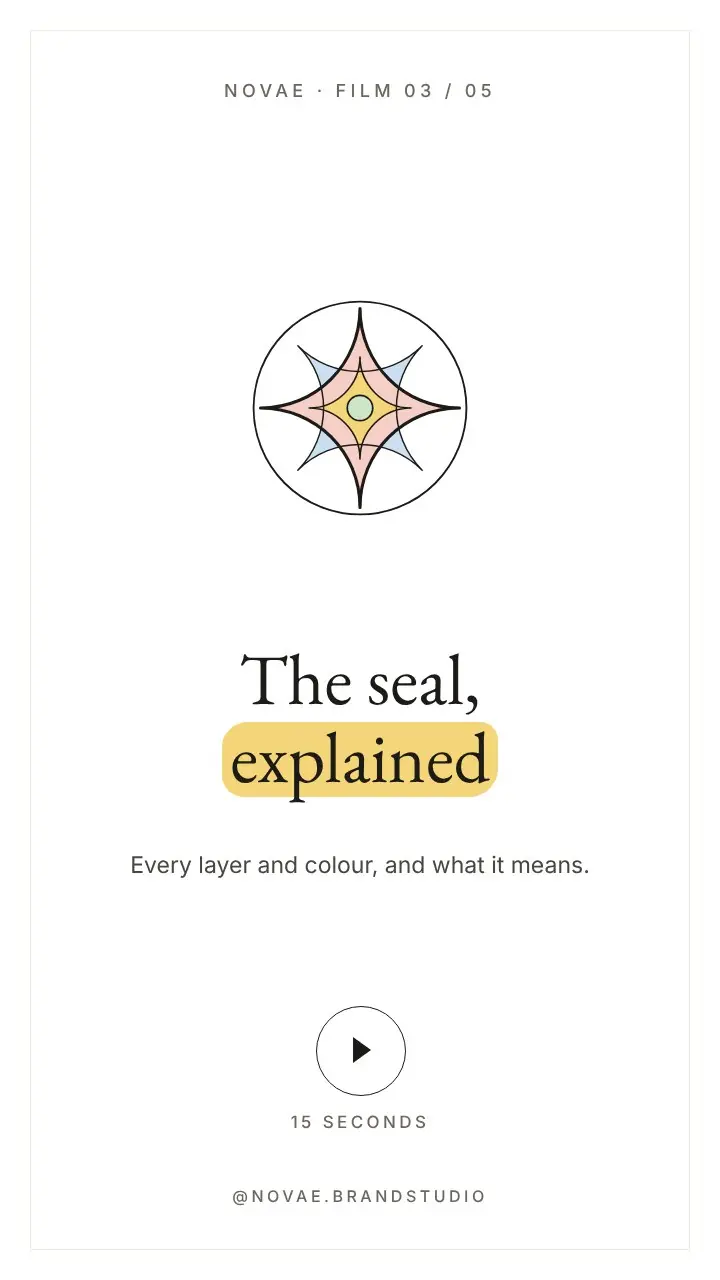 NOVAE · FILM 03 / 05
The seal,
explained
Every layer and colour, and what it means.
15 SECONDS
@NOVAE.BRANDSTUDIO